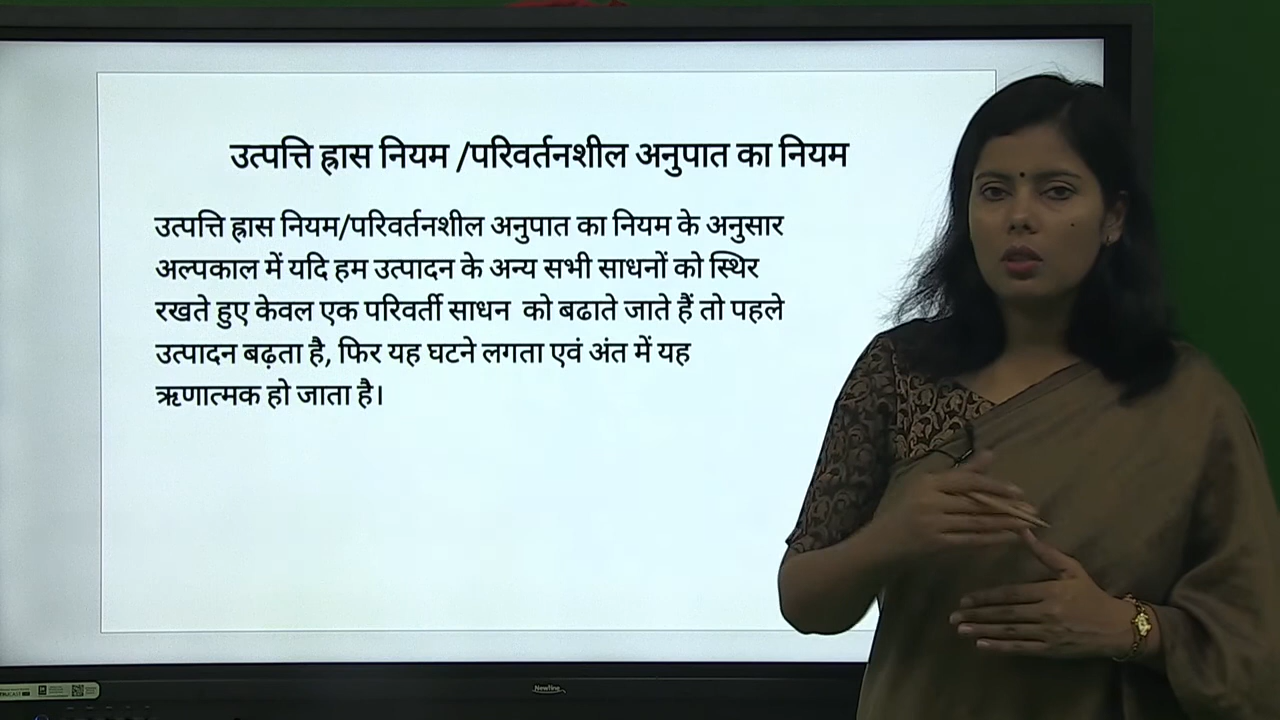 उत्पत्ति ह्रास नियम /परिवर्तनशील अनुपात का नियम
उत्पत्ति ह्रास नियम/परिवर्तनशील अनुपात का नियम के अनुसार
अल्पकाल में यदि हम उत्पादन के अन्य सभी साधनों को स्थिर
रखते हुए केवल एक परिवर्ती साधन को बढाते जाते हैं तो पहले
उत्पादन बढ़ता है, फिर यह घटने लगता एवं अंत में यह
ऋणात्मक हो जाता है।
Newline